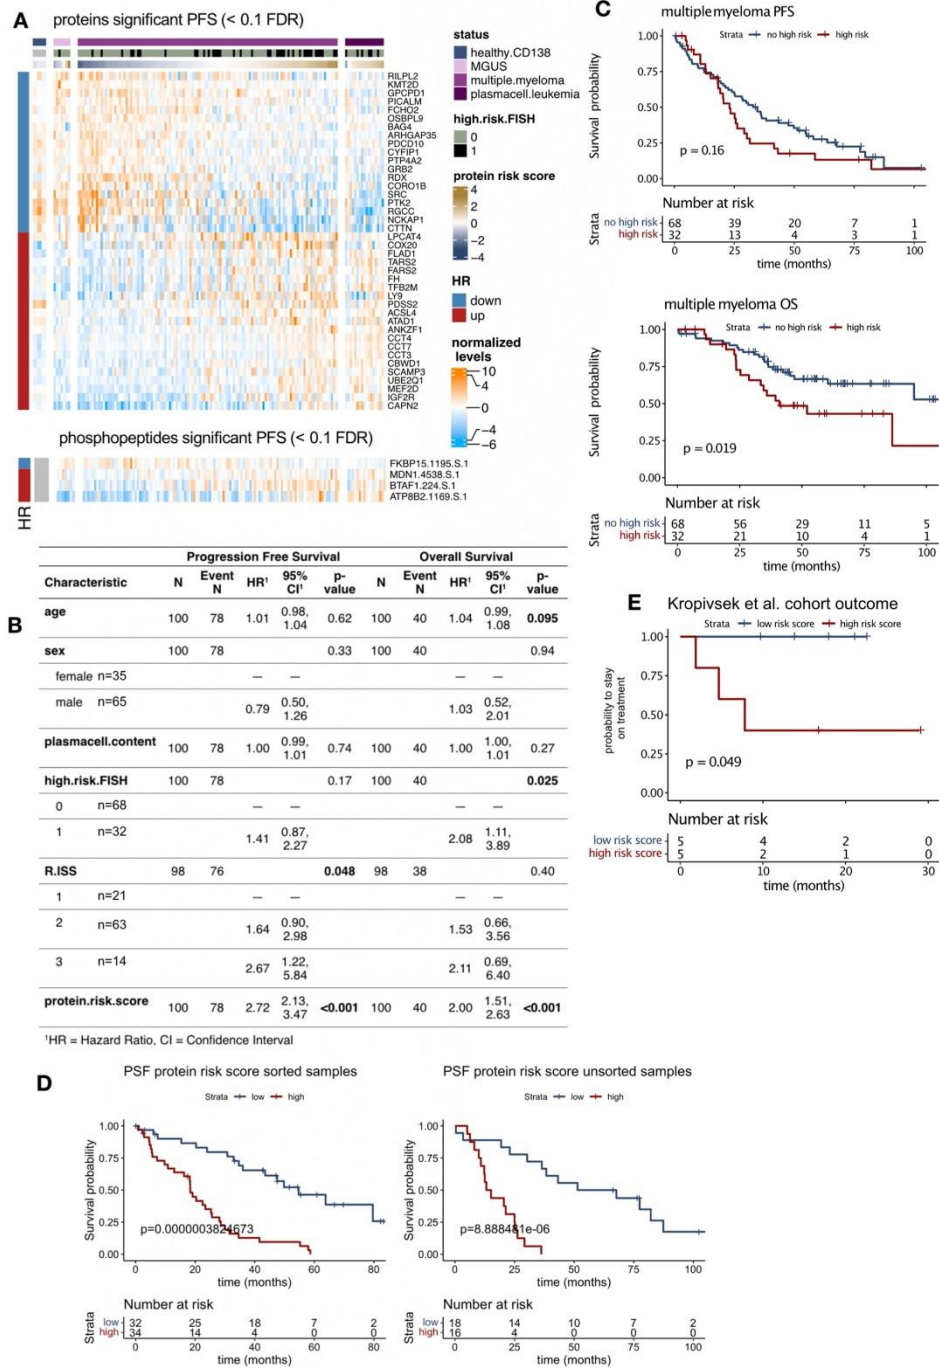 A
proteins significant PFS (< 0.1 FDR)
RILPL2
KMT2D
GPCPD1
PICALM
FCHO2
OSBPL9
BAG4
ARHGAP35
PDCD10
CYFIP1
PTP4A2
GRB2
RDX
CORO1B
SRC
PTK2
RGCC
NCKAP1
CTTN
LPCAT4
COX20
FLAD1
TARS2
FARS2
FH
TFB2M
LY9
PDSS2
ACSL4
ATAD1
ANKZF1
CCT4
CCT7
CCT3
CBWD1
SCAMP3
UBE2Q1
MEF2D
IGF2R
CAPN2
status
healthy.CD138
MGUS
multiple.myeloma
plasmacell.leukemia
high.risk.FISH
0
1
protein risk score
4
2
0
−2
−4
HR
down
up
normalized
levels
10
4
0
−4
−6
phosphopeptides significant PFS (< 0.1 FDR)
FKBP15.1195.S.1
MDN1.4538.S.1
BTAF1.224.S.1
ATP8B2.1169.S.1
HR
B
Progression Free Survival Overall Survival
Characteristic N Event N HR¹ 95% CI¹ p-value N Event N HR¹ 95% CI¹ p-value
age 100 78 1.01 0.98, 1.04 0.62 100 40 1.04 0.99, 1.08 0.095
sex 100 78 0.33 100 40 0.94
female n=35 — — — —
male n=65 0.79 0.50, 1.26 1.03 0.52, 2.01
plasmacell.content 100 78 1.00 0.99, 1.01 0.74 100 40 1.00 1.00, 1.01 0.27
high.risk.FISH 100 78 0.17 100 40 0.025
0 n=68 — — — —
1 n=32 1.41 0.87, 2.27 2.08 1.11, 3.89
R.ISS 98 76 0.048 98 38 0.40
1 n=21 — — — —
2 n=63 1.64 0.90, 2.98 1.53 0.66, 3.56
3 n=14 2.67 1.22, 5.84 2.11 0.69, 6.40
protein.risk.score 100 78 2.72 2.13, 3.47 <0.001 100 40 2.00 1.51, 2.63 <0.001
¹HR = Hazard Ratio, CI = Confidence Interval
C
multiple myeloma PFS
Strata no high risk high risk
Survival probability
1.00
0.75
0.50
0.25
0.00
p = 0.16
0 25 50 75 100
Number at risk
Strata
no high risk 68 39 20 7 1
high risk 32 13 4 3 1
0 25 50 75 100
time (months)
multiple myeloma OS
Strata no high risk high risk
Survival probability
1.00
0.75
0.50
0.25
0.00
p = 0.019
Number at risk
Strata
no high risk 68 56 29 11 5
high risk 32 21 10 4 1
0 25 50 75 100
time (months)
E
Kropivsek et al. cohort outcome
Strata low risk score high risk score
probability to stay
on treatment
1.00
0.75
0.50
0.25
0.00
p = 0.049
Number at risk
low risk score 5 4 2 0
high risk score 5 2 1 0
0 10 20 30
time (months)
D
PSF protein risk score sorted samples
Strata low high
Survival probability
1.00
0.75
0.50
0.25
0.00
p=0.0000003824673
0 20 40 60 80
time (months)
Number at risk
Strata
low 32 25 18 7 2
high 34 14 4 0 0
0 20 40 60 80
time (months)
PSF protein risk score unsorted samples
Strata low high
Survival probability
1.00
0.75
0.50
0.25
0.00
p=8.888481e-06
0 25 50 75 100
time (months)
Number at risk
Strata
low 18 14 10 7 2
high 16 4 0 0 0
0 25 50 75 100
time (months)